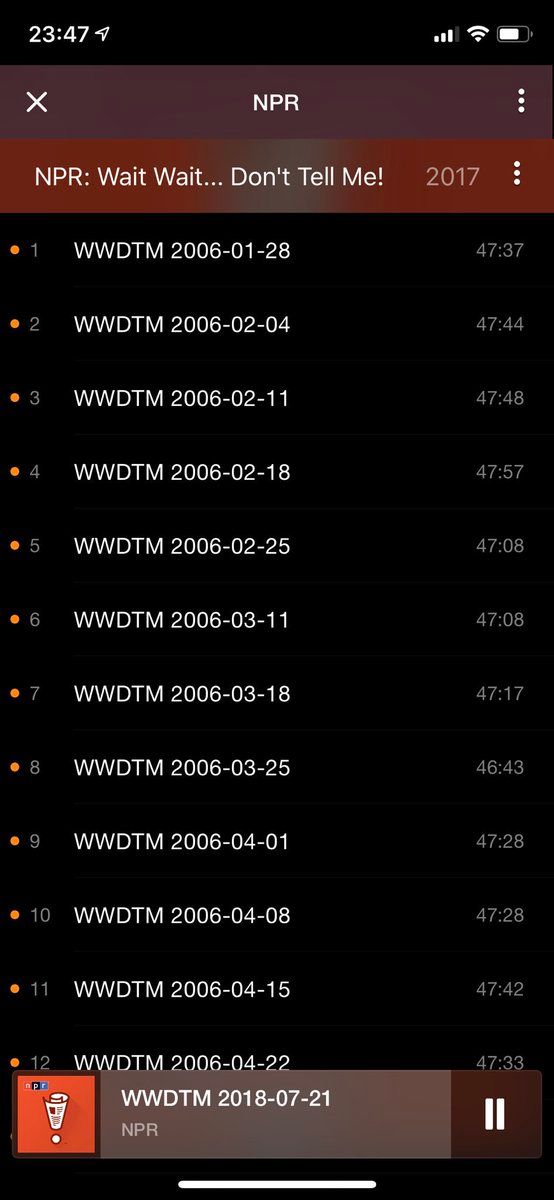 23:47
NPR
NPR: Wait Wait... Don't Tell Me! 2017
1 WWDTM 2006-01-28 47:37
2 WWDTM 2006-02-04 47:44
3 WWDTM 2006-02-11 47:48
4 WWDTM 2006-02-18 47:57
5 WWDTM 2006-02-25 47:08
6 WWDTM 2006-03-11 47:08
7 WWDTM 2006-03-18 47:17
8 WWDTM 2006-03-25 46:43
9 WWDTM 2006-04-01 47:28
10 WWDTM 2006-04-08 47:28
11 WWDTM 2006-04-15 47:42
12 WWDTM 2006-04-22 47:33
npr
WWDTM 2018-07-21
NPR